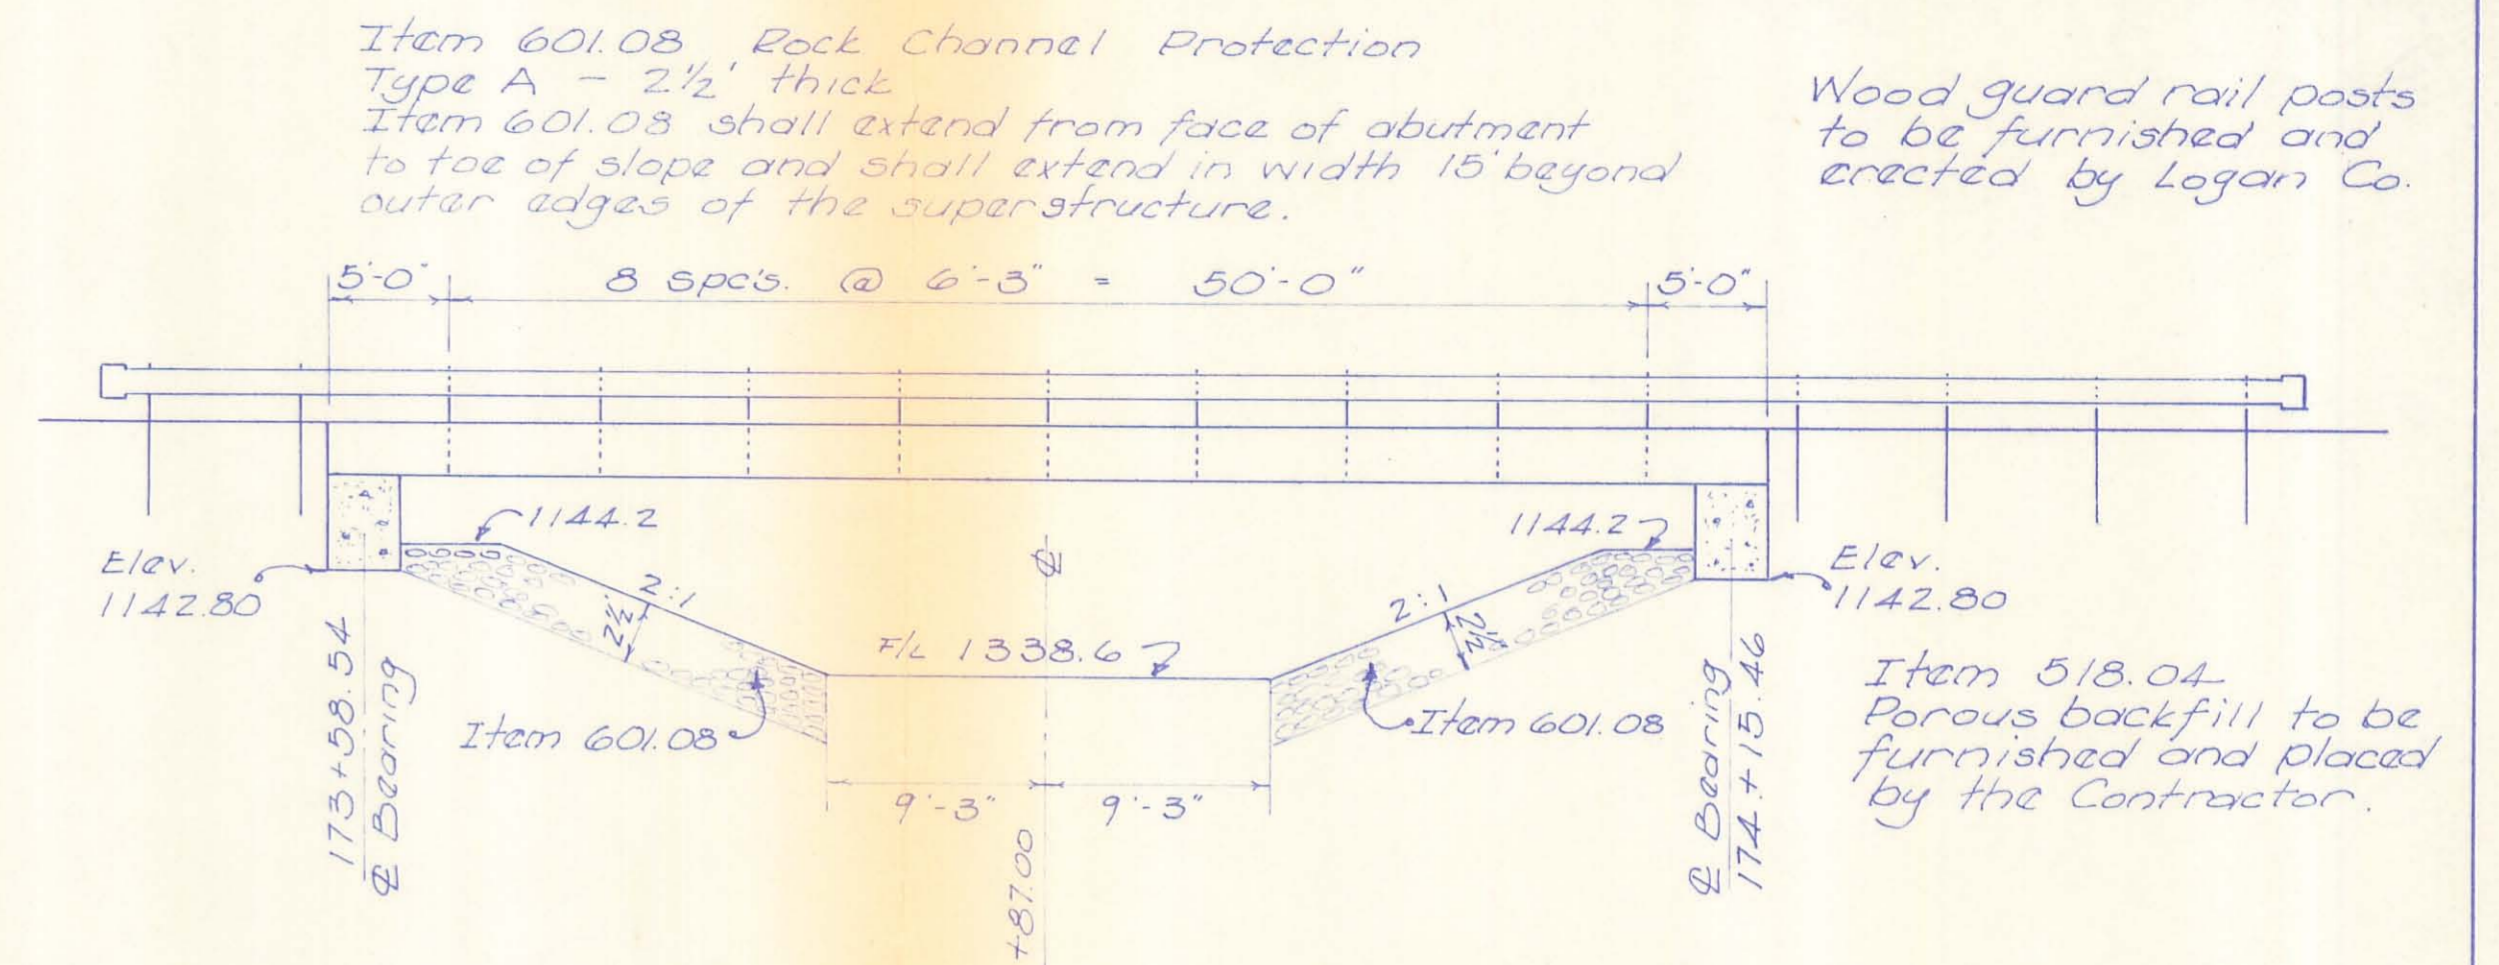 Item 601.08 Rock Channel Protection
Type A - 2½' thick
Item 601.08 shall extend from face of abutment
to toe of slope and shall extend in width 15' beyond
outer edges of the superstructure.
Wood guard rail posts
to be furnished and
erected by Logan Co.
5'-0"
8 spc's. @ 6'-3" = 50'-0"
5'-0"
1144.2
1144.2
Elev.
1142.80
2:1
2½'
℄
2:1
2½'
Elev.
1142.80
F/L 1338.6
Item 601.08
Item 601.08
173+58.54
℄ Bearing
9'-3"
9'-3"
+87.00
℄ Bearing
174+15.46
Item 518.04
Porous backfill to be
furnished and placed
by the Contractor.